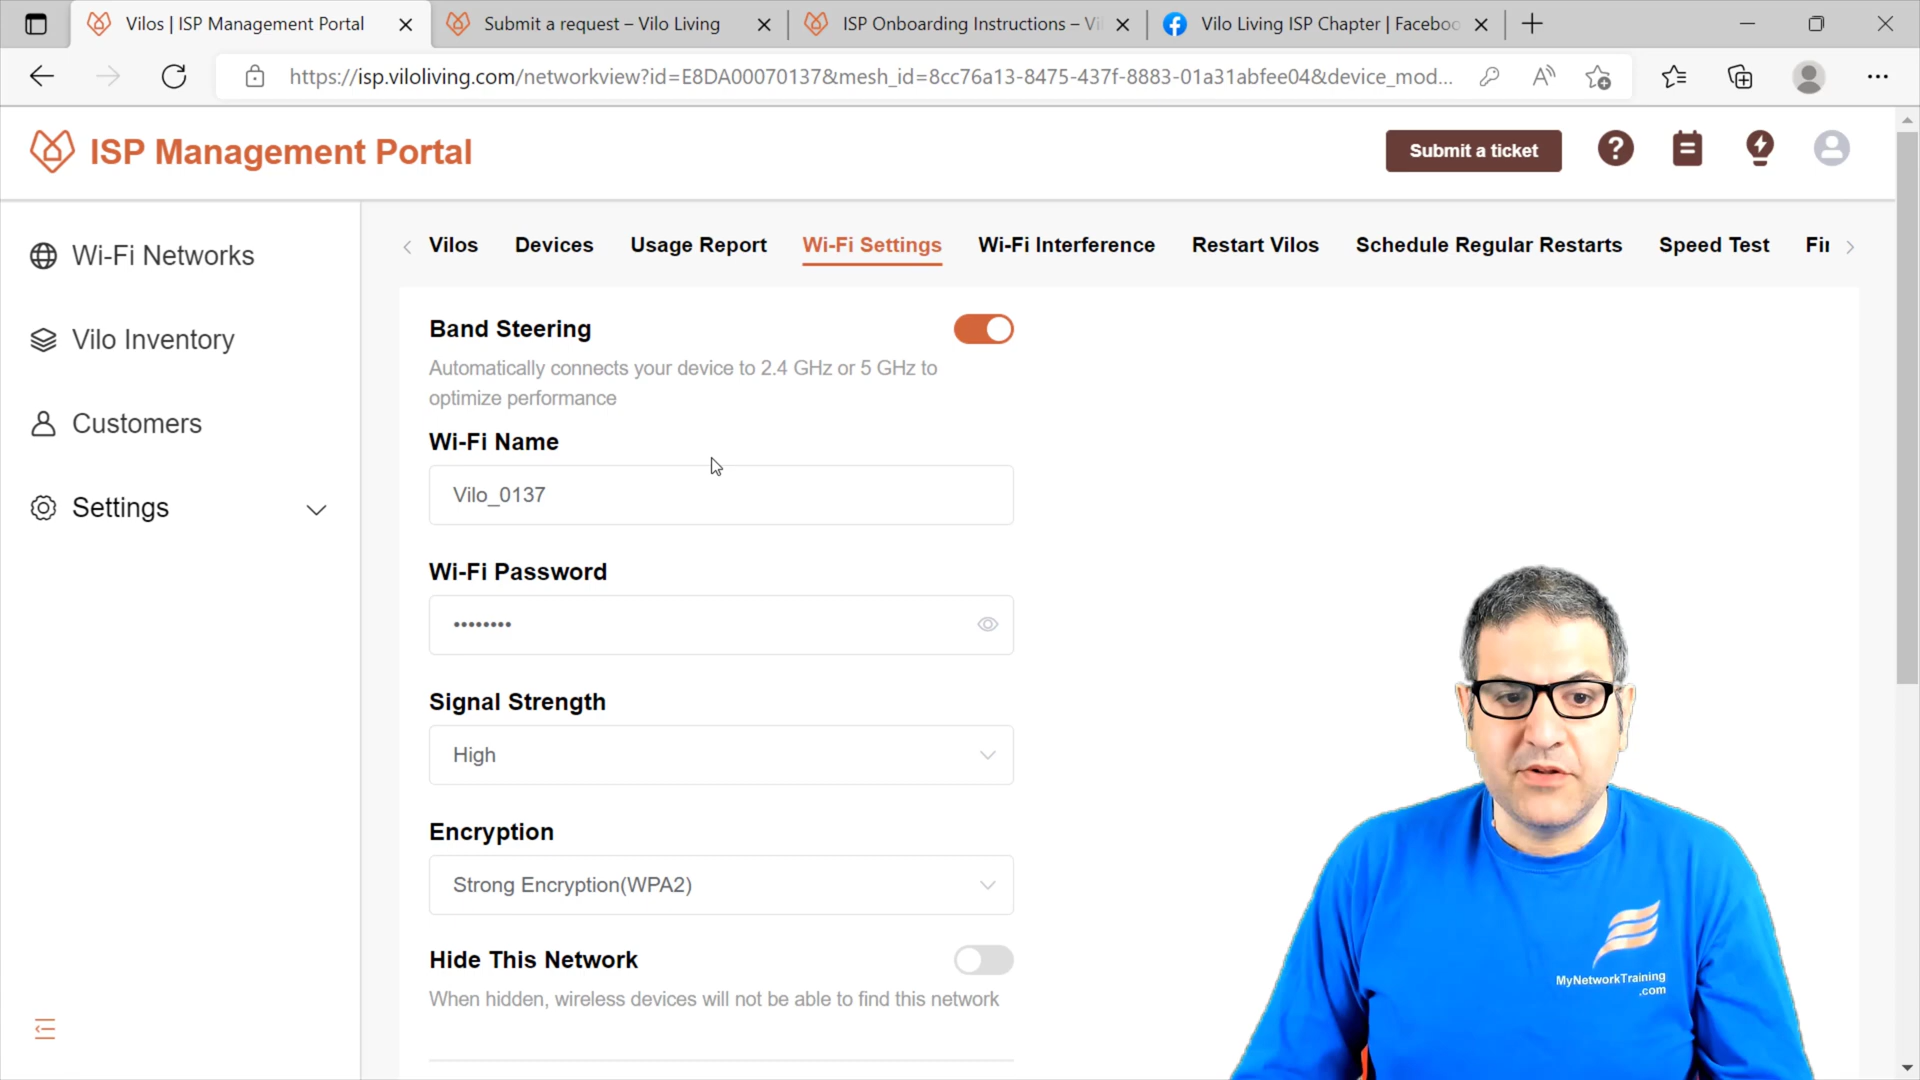 Vilos | ISP Management Portal
Submit a request – Vilo Living
ISP Onboarding Instructions – Vi
Vilo Living ISP Chapter | Faceboo
https://isp.viloliving.com/networkview?id=E8DA00070137&mesh_id=8cc76a13-8475-437f-8883-01a31abfee04&device_mod...
ISP Management Portal
Submit a ticket
Wi-Fi Networks
Vilo Inventory
Customers
Settings
Vilos
Devices
Usage Report
Wi-Fi Settings
Wi-Fi Interference
Restart Vilos
Schedule Regular Restarts
Speed Test
Fir
Band Steering
Automatically connects your device to 2.4 GHz or 5 GHz to
optimize performance
Wi-Fi Name
Vilo_0137
Wi-Fi Password
••••••••
Signal Strength
High
Encryption
Strong Encryption(WPA2)
Hide This Network
When hidden, wireless devices will not be able to find this network
MyNetworkTraining
.com